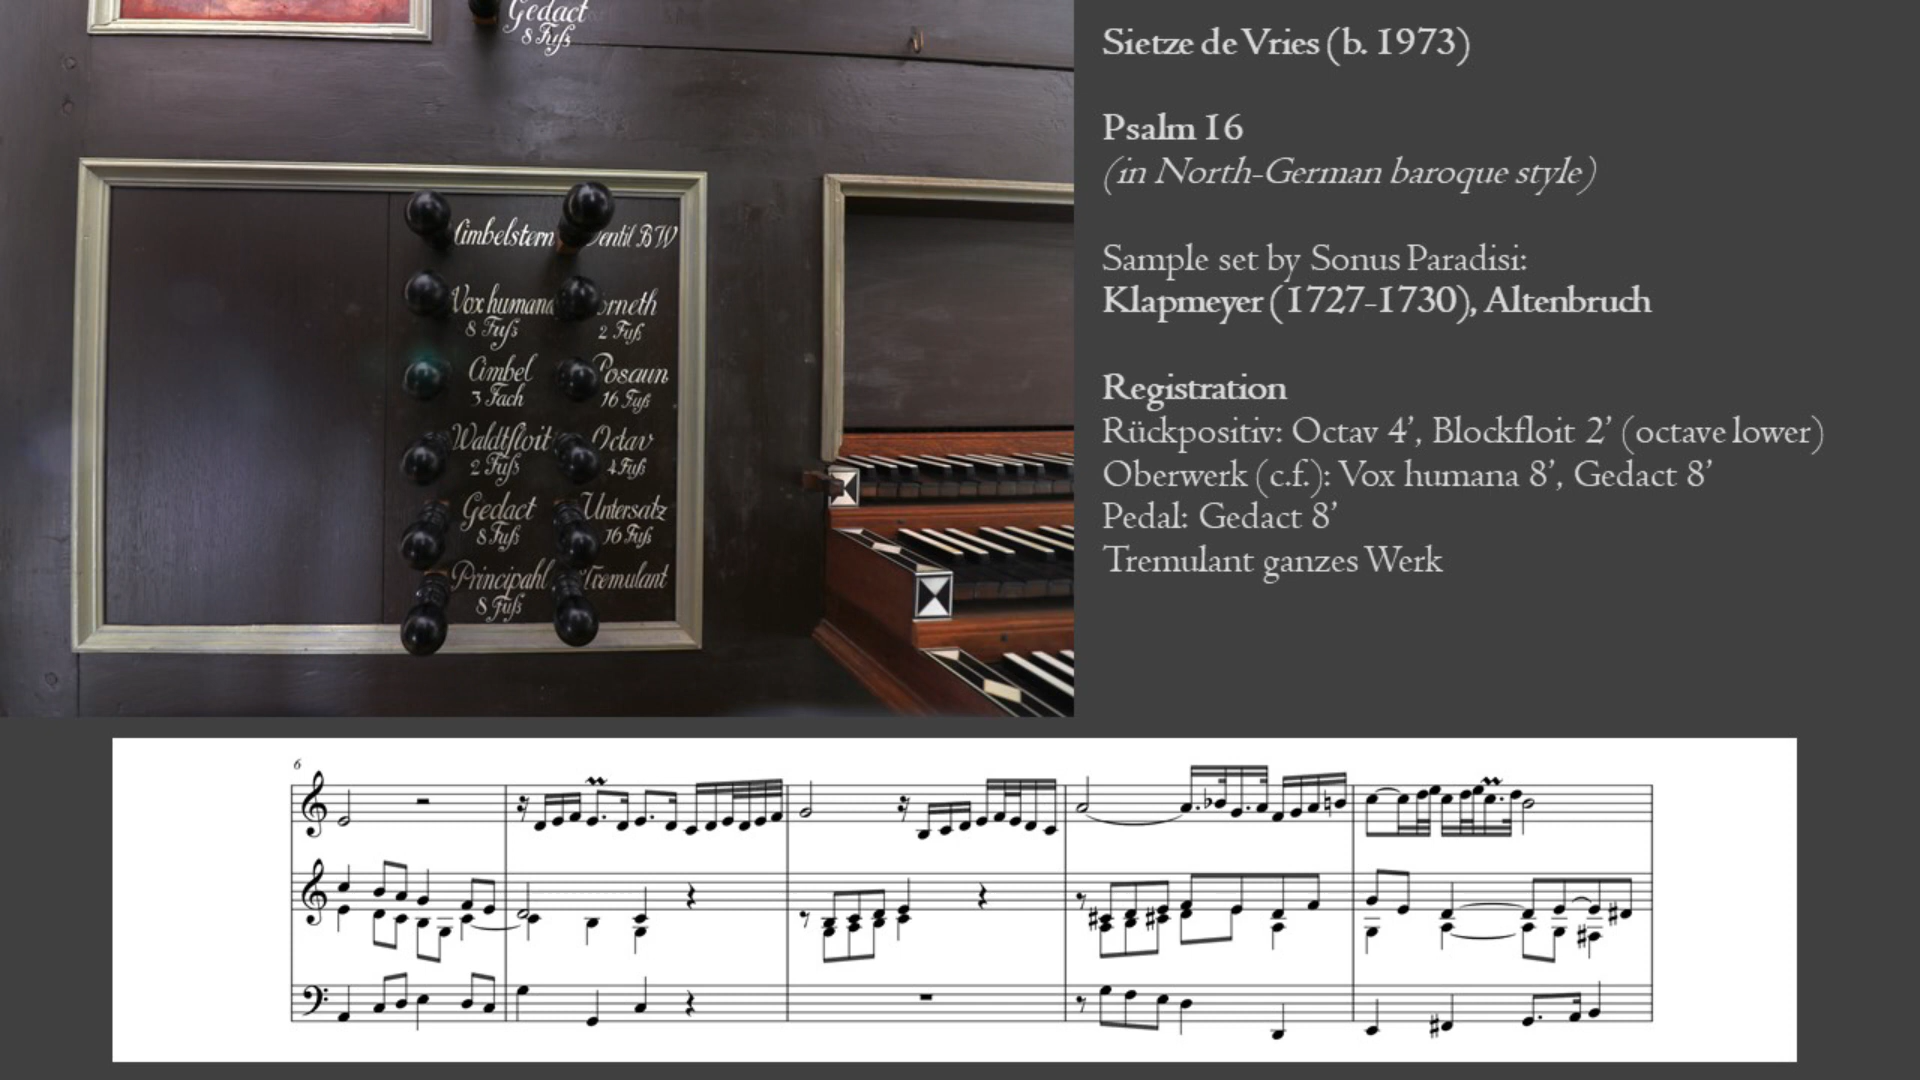 Gedact
8 Fuß
Cimbelstern
Ventil BW
Vox humana
8 Fuß
Corneth
2 Fuß
Cimbel
3 Fach
Posaun
16 Fuß
Waldtfloit
2 Fuß
Octav
4 Fuß
Gedact
8 Fuß
Untersatz
16 Fuß
Principahl
8 Fuß
Tremulant
Sietze de Vries (b. 1973)
Psalm 16
(in North-German baroque style)
Sample set by Sonus Paradisi:
Klapmeyer (1727-1730), Altenbruch
Registration
Rückpositiv: Octav 4’, Blockfloit 2’ (octave lower)
Oberwerk (c.f.): Vox humana 8’, Gedact 8’
Pedal: Gedact 8’
Tremulant ganzes Werk
6